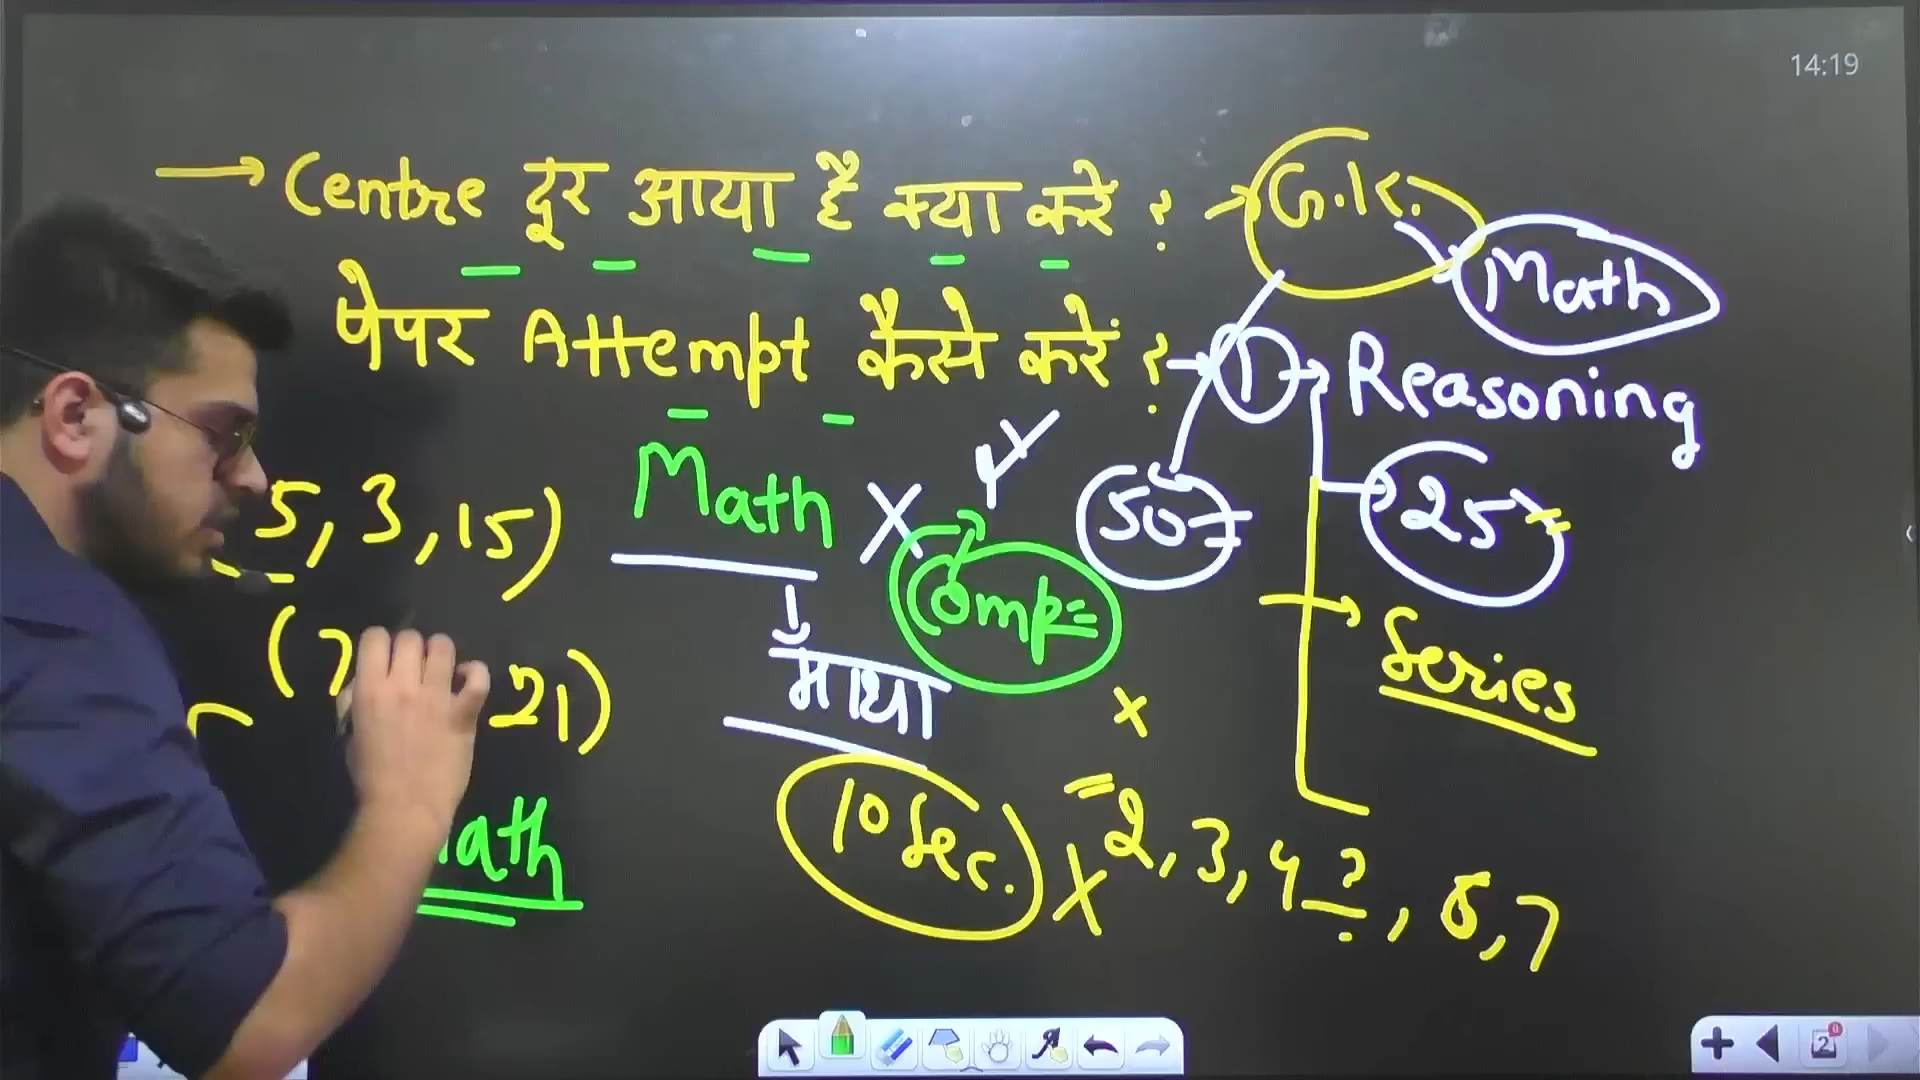 14:19
→ Centre दूर आया है क्या करें ? → G.K.
Math
पेपर Attempt कैसे करें ? → 1 → Reasoning
Math X
50
25
5, 3, 15)
Comp
(7 21)
माथा
Series
x
10 Sec.
X 2, 3, 4 ?, 6, 7
ath
2